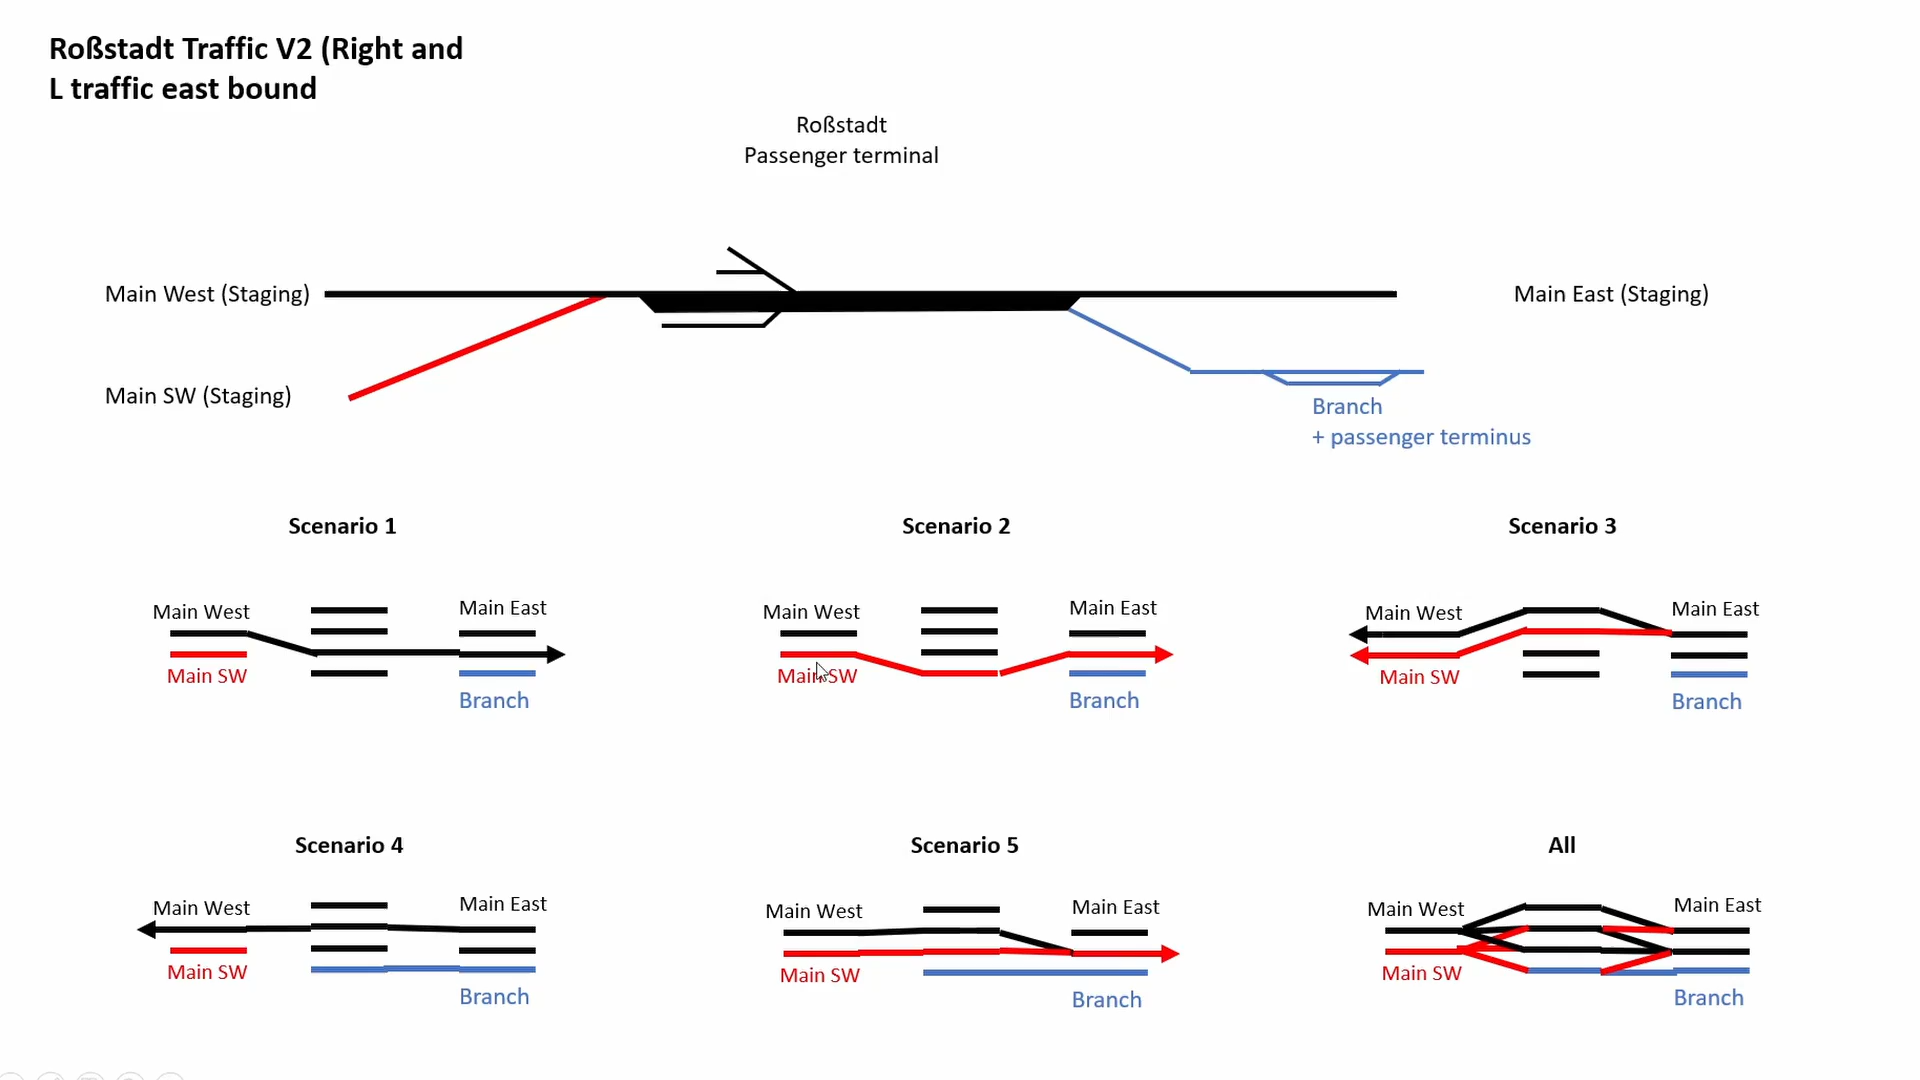 Roßstadt Traffic V2 (Right and
L traffic east bound
Roßstadt
Passenger terminal
Main West (Staging)
Main East (Staging)
Main SW (Staging)
Branch
+ passenger terminus
Scenario 1
Scenario 2
Scenario 3
Main West
Main East
Main SW
Branch
Main West
Main East
Main SW
Branch
Main West
Main East
Main SW
Branch
Scenario 4
Scenario 5
All
Main West
Main East
Main SW
Branch
Main West
Main East
Main SW
Branch
Main West
Main East
Main SW
Branch